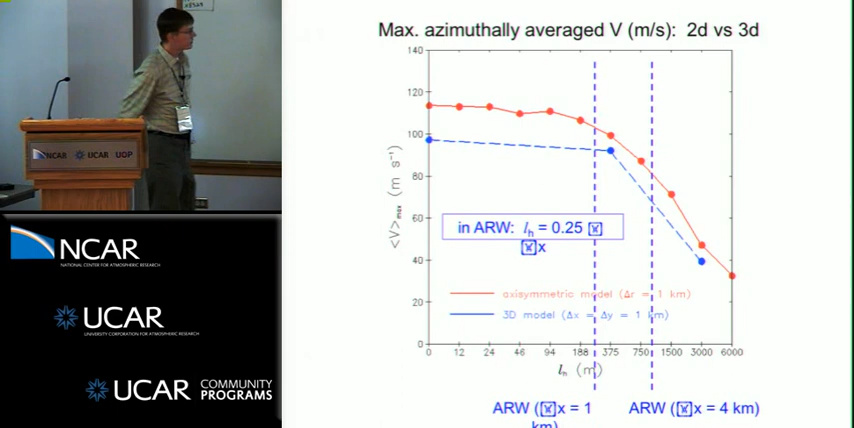 NCAR UCAR UOP
NCAR
NATIONAL CENTER FOR ATMOSPHERIC RESEARCH
UCAR
UNIVERSITY CORPORATION FOR ATMOSPHERIC RESEARCH
UCAR COMMUNITY
PROGRAMS
Max. azimuthally averaged V (m/s): 2d vs 3d
140
120
100
80
60
40
20
0
<V>max (m s⁻¹)
in ARW: lh = 0.25
x
axisymmetric model (Δr = 1 km)
3D model (Δx = Δy = 1 km)
0 12 24 46 94 188 375 750 1500 3000 6000
lh (m)
ARW (x = 1
km)
ARW (x = 4 km)